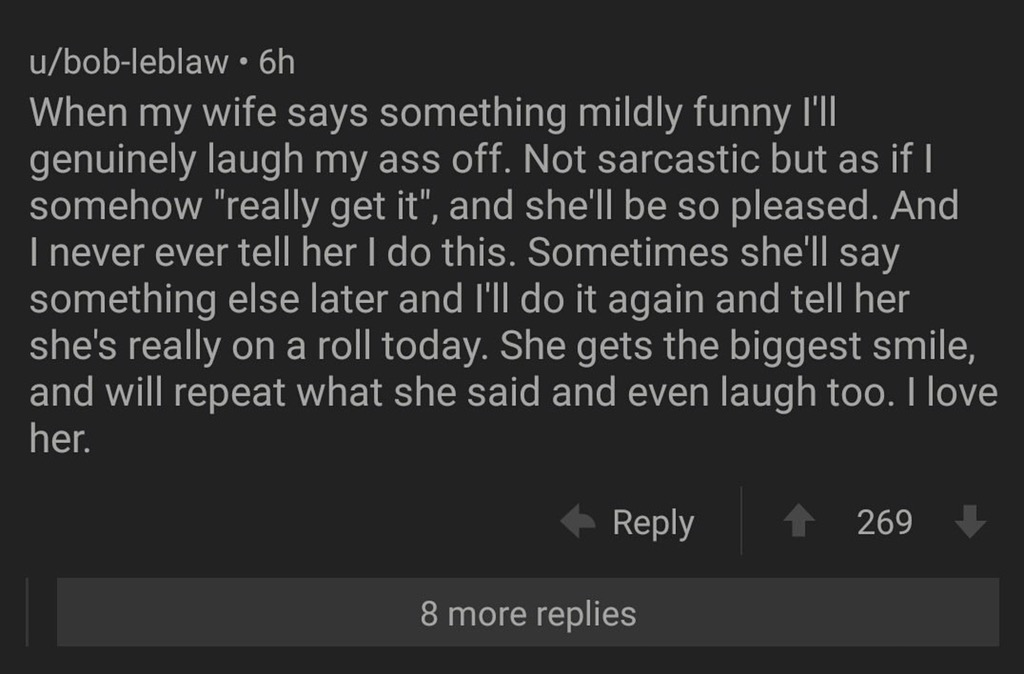 u/bob-leblaw • 6h
When my wife says something mildly funny I'll
genuinely laugh my ass off. Not sarcastic but as if I
somehow "really get it", and she'll be so pleased. And
I never ever tell her I do this. Sometimes she'll say
something else later and I'll do it again and tell her
she's really on a roll today. She gets the biggest smile,
and will repeat what she said and even laugh too. I love
her.
Reply 269
8 more replies